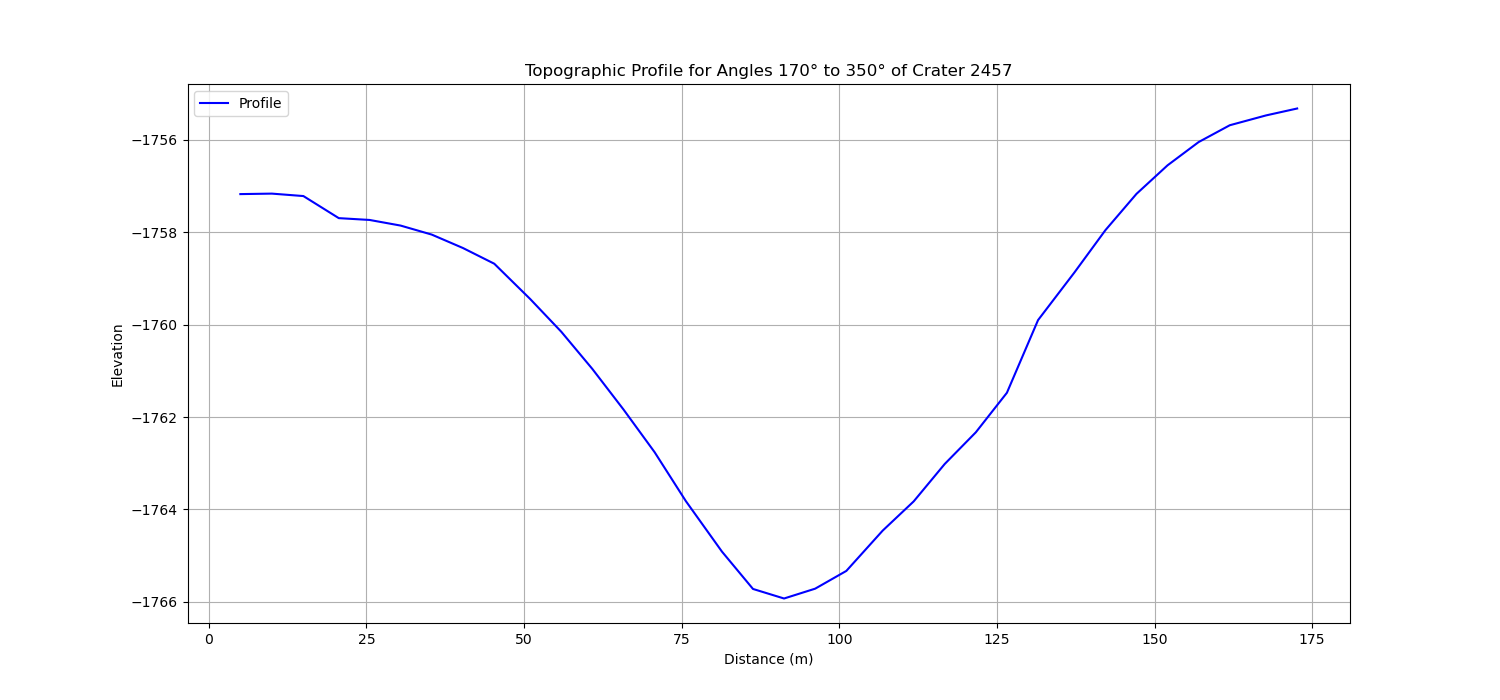 Topographic Profile for Angles 170° to 350° of Crater 2457
Profile
−1756
−1758
−1760
−1762
−1764
−1766
Elevation
0 25 50 75 100 125 150 175
Distance (m)